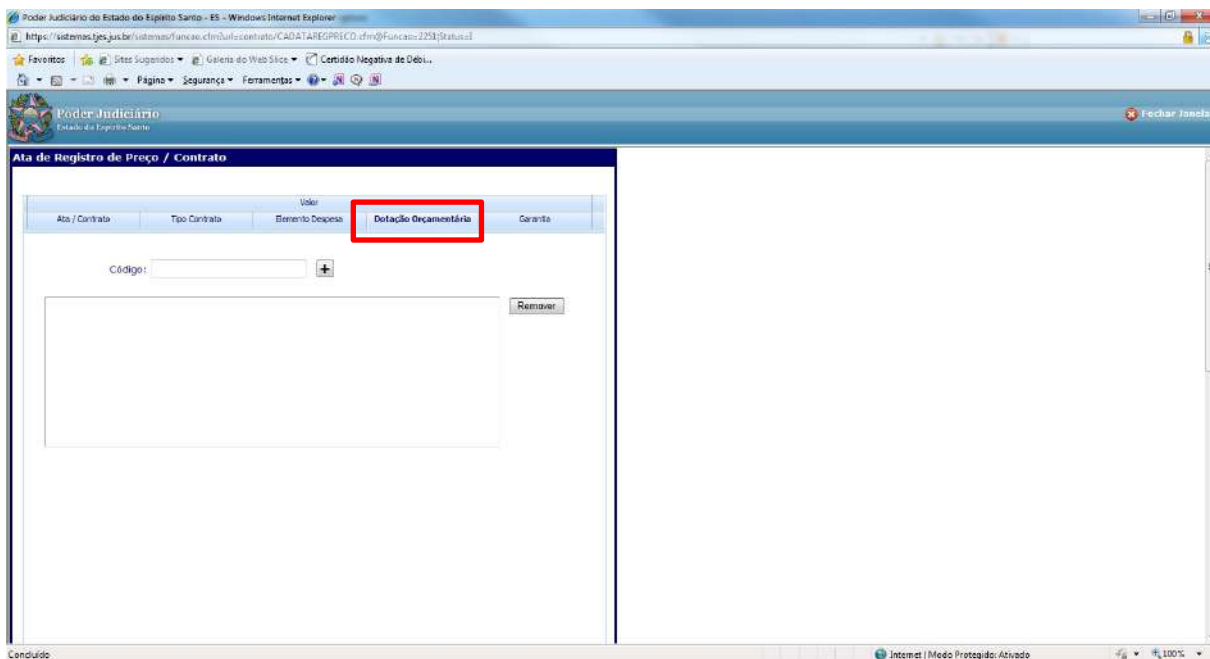 Poder Judiciário do Estado do Espírito Santo - ES - Windows Internet Explorer
https://sistemas.tjes.jus.br/sistemas/funcao.cfm?url=contrato/CADATAREGPRECO.cfm@Funcao=2251;Status=I
Favoritos Sites Sugeridos Galeria do Web Slice Certidão Negativa de Débi...
Página Segurança Ferramentas
Poder Judiciário
Estado do Espírito Santo
Fechar Janela
Ata de Registro de Preço / Contrato
Valor
Ata / Contrato Tipo Contrato Elemento Despesa Dotação Orçamentária Garantia
Código: +
Remover
Concluído Internet | Modo Protegido: Ativado 100%